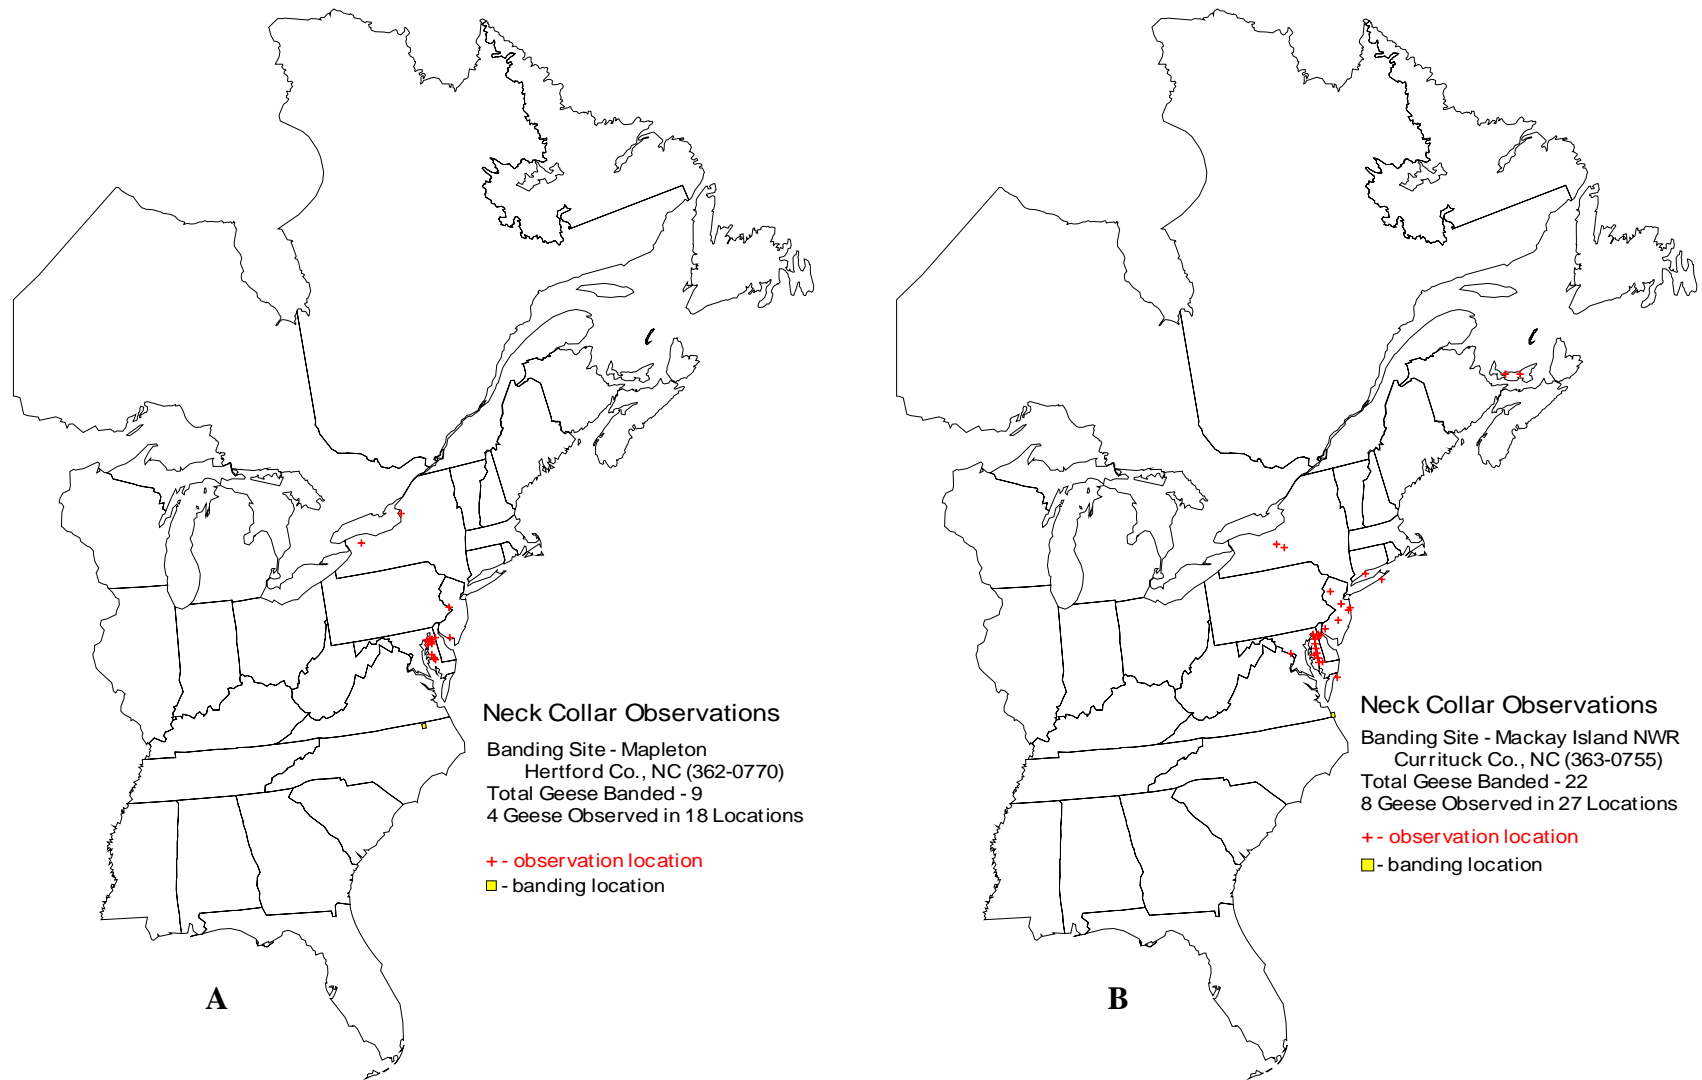 Neck Collar Observations
Banding Site - Mapleton
Hertford Co., NC (362-0770)
Total Geese Banded - 9
4 Geese Observed in 18 Locations
+ - observation location
- banding location
A
Neck Collar Observations
Banding Site - Mackay Island NWR
Currituck Co., NC (363-0755)
Total Geese Banded - 22
8 Geese Observed in 27 Locations
+ - observation location
- banding location
B